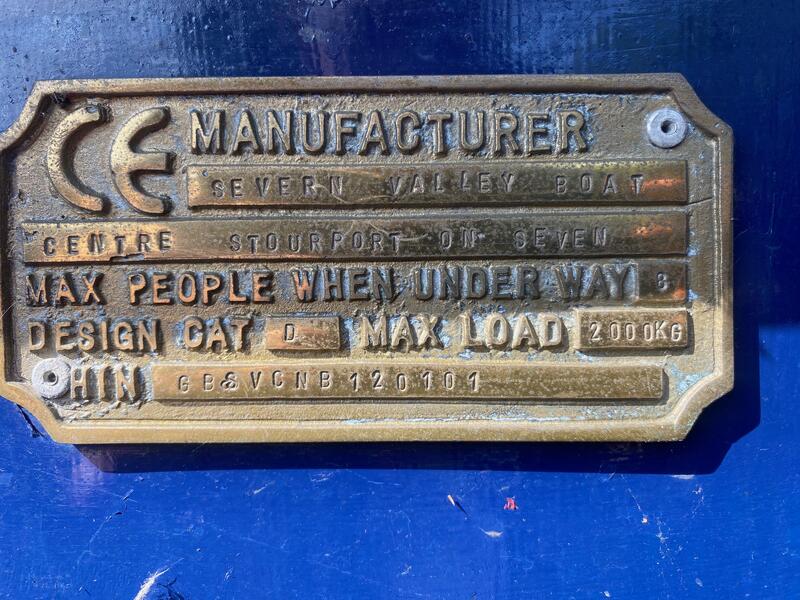 CE MANUFACTURER
SEVERN VALLEY BOAT
CENTRE STOURPORT ON SEVEN
MAX PEOPLE WHEN UNDER WAY 8
DESIGN CAT D MAX LOAD 2000KG
HIN GBSVCNB120101